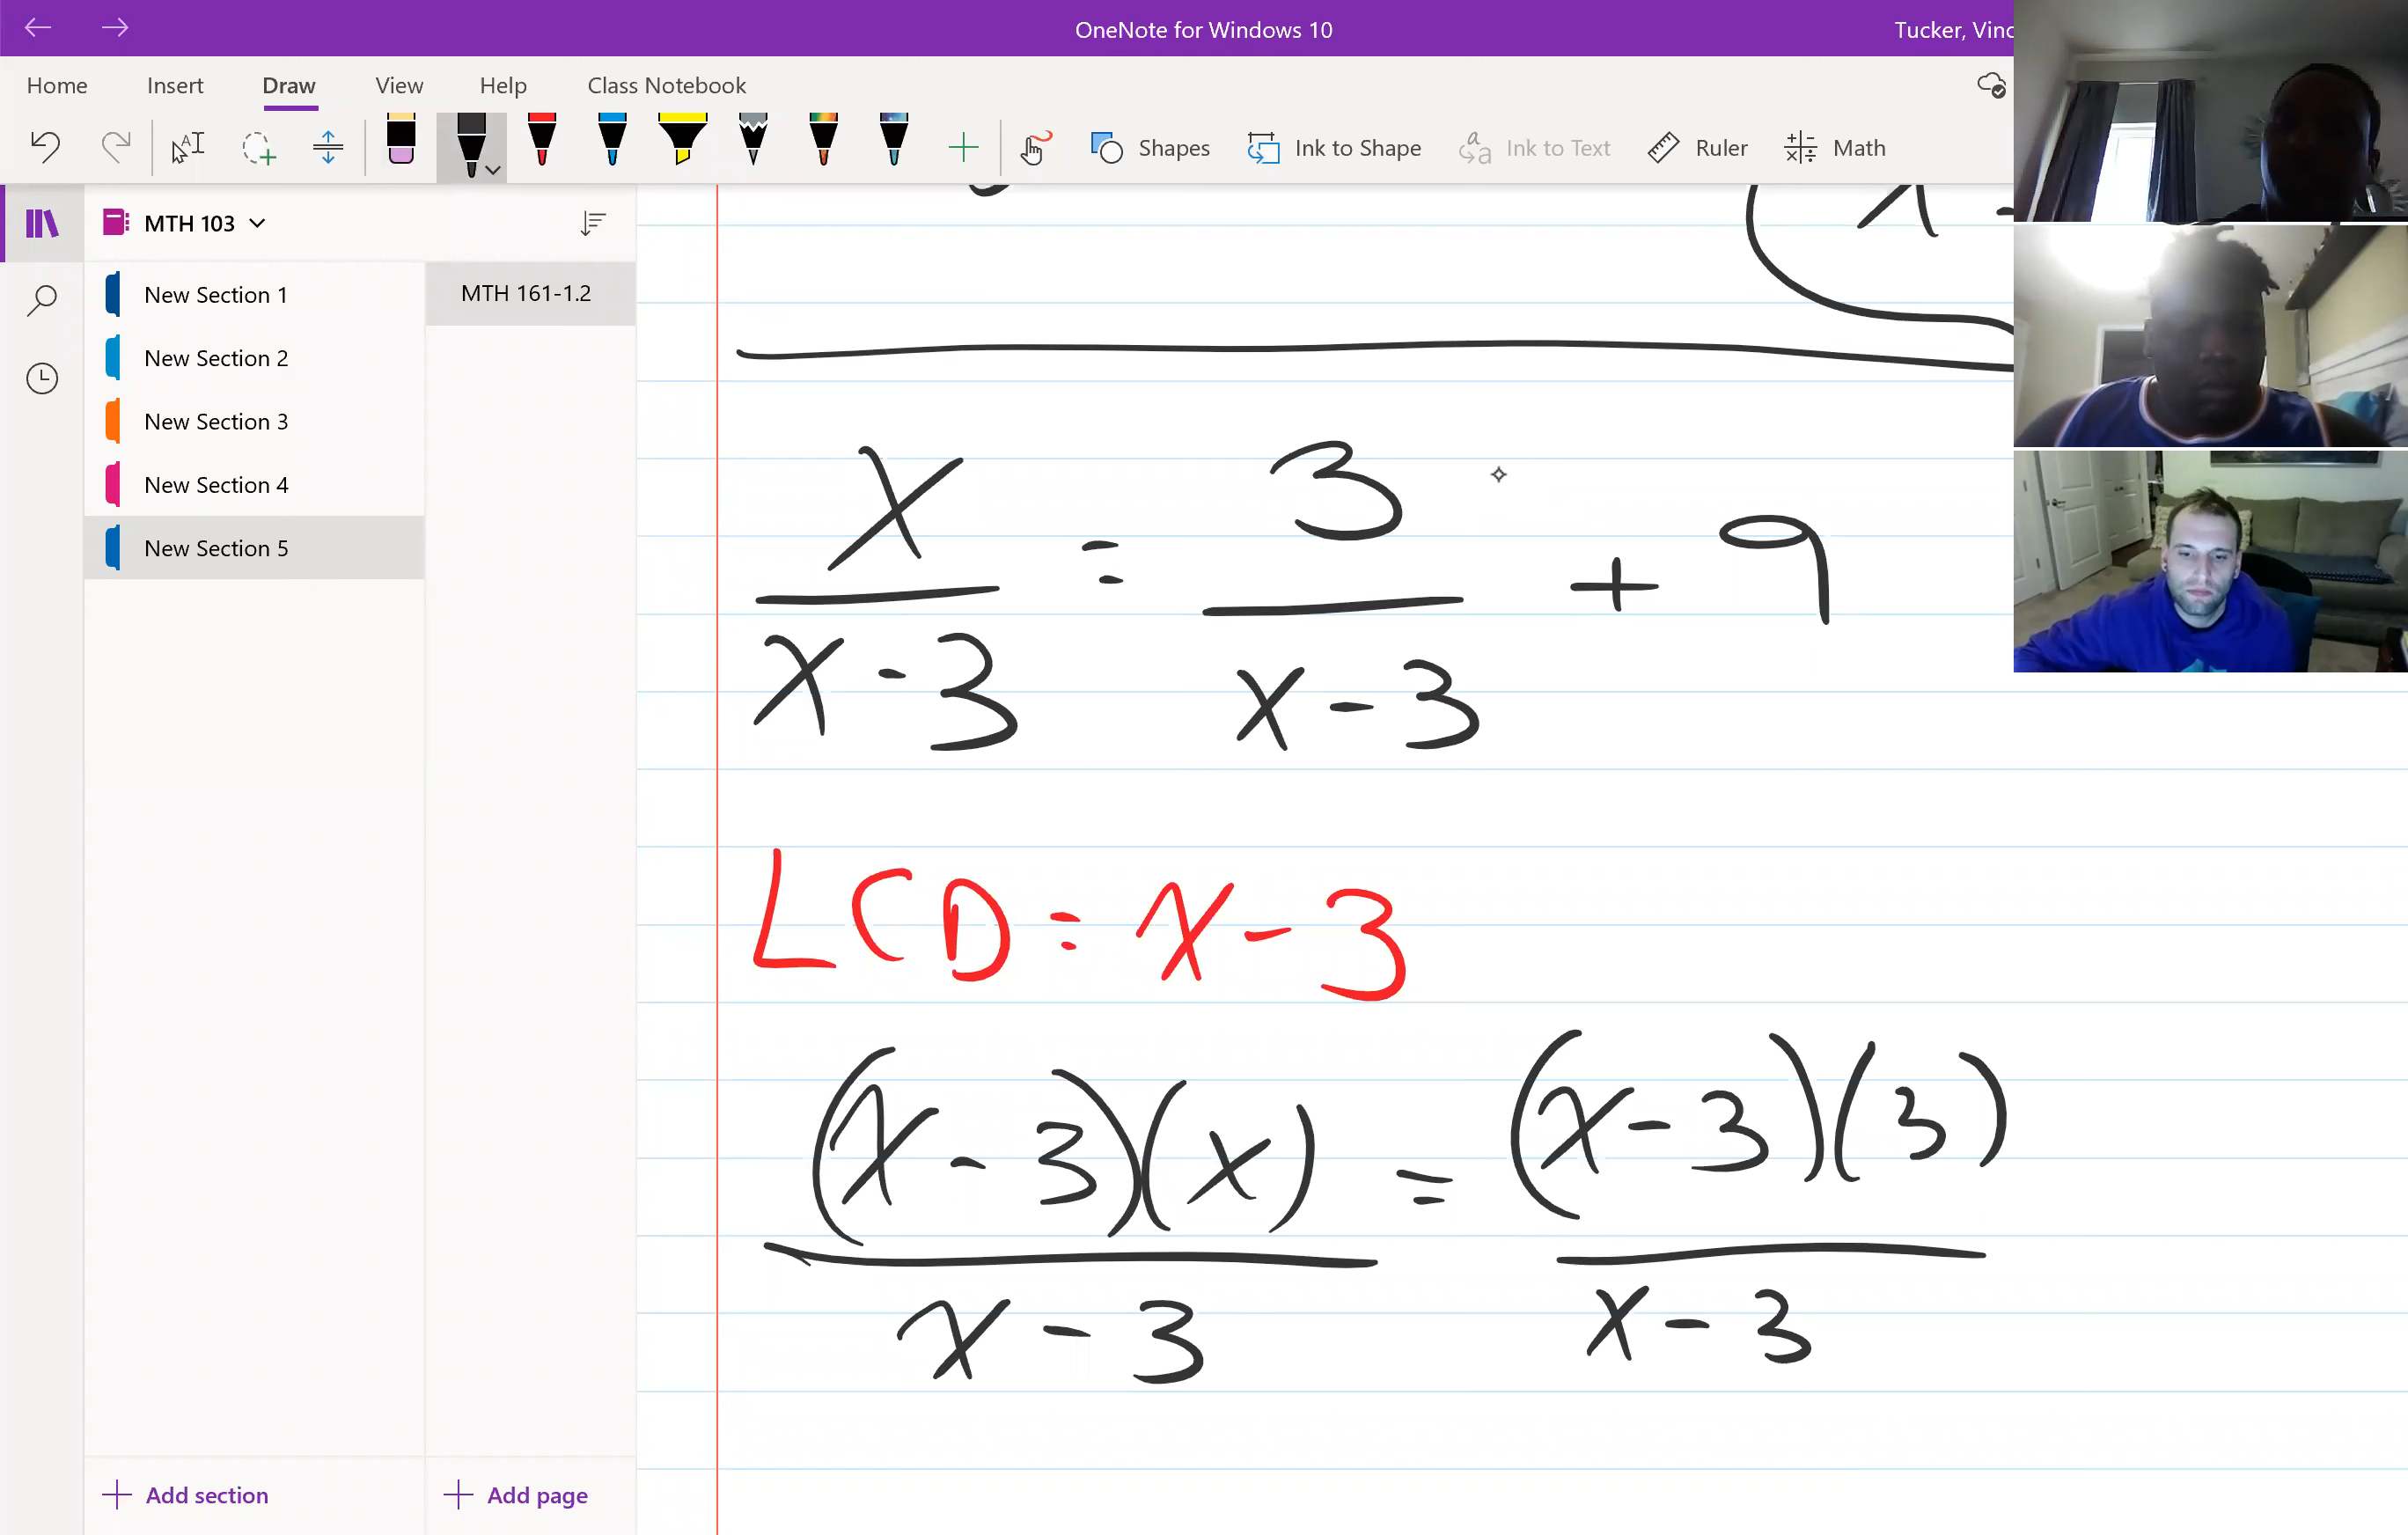 OneNote for Windows 10
Tucker, Vinc
Home Insert Draw View Help Class Notebook
Shapes Ink to Shape Ink to Text Ruler Math
MTH 103
New Section 1
New Section 2
New Section 3
New Section 4
New Section 5
MTH 161-1.2
x/(x-3) = 3/(x-3) + 9
LCD = x-3
(x-3)(x)/(x-3) = (x-3)(3)/(x-3)
Add section
Add page